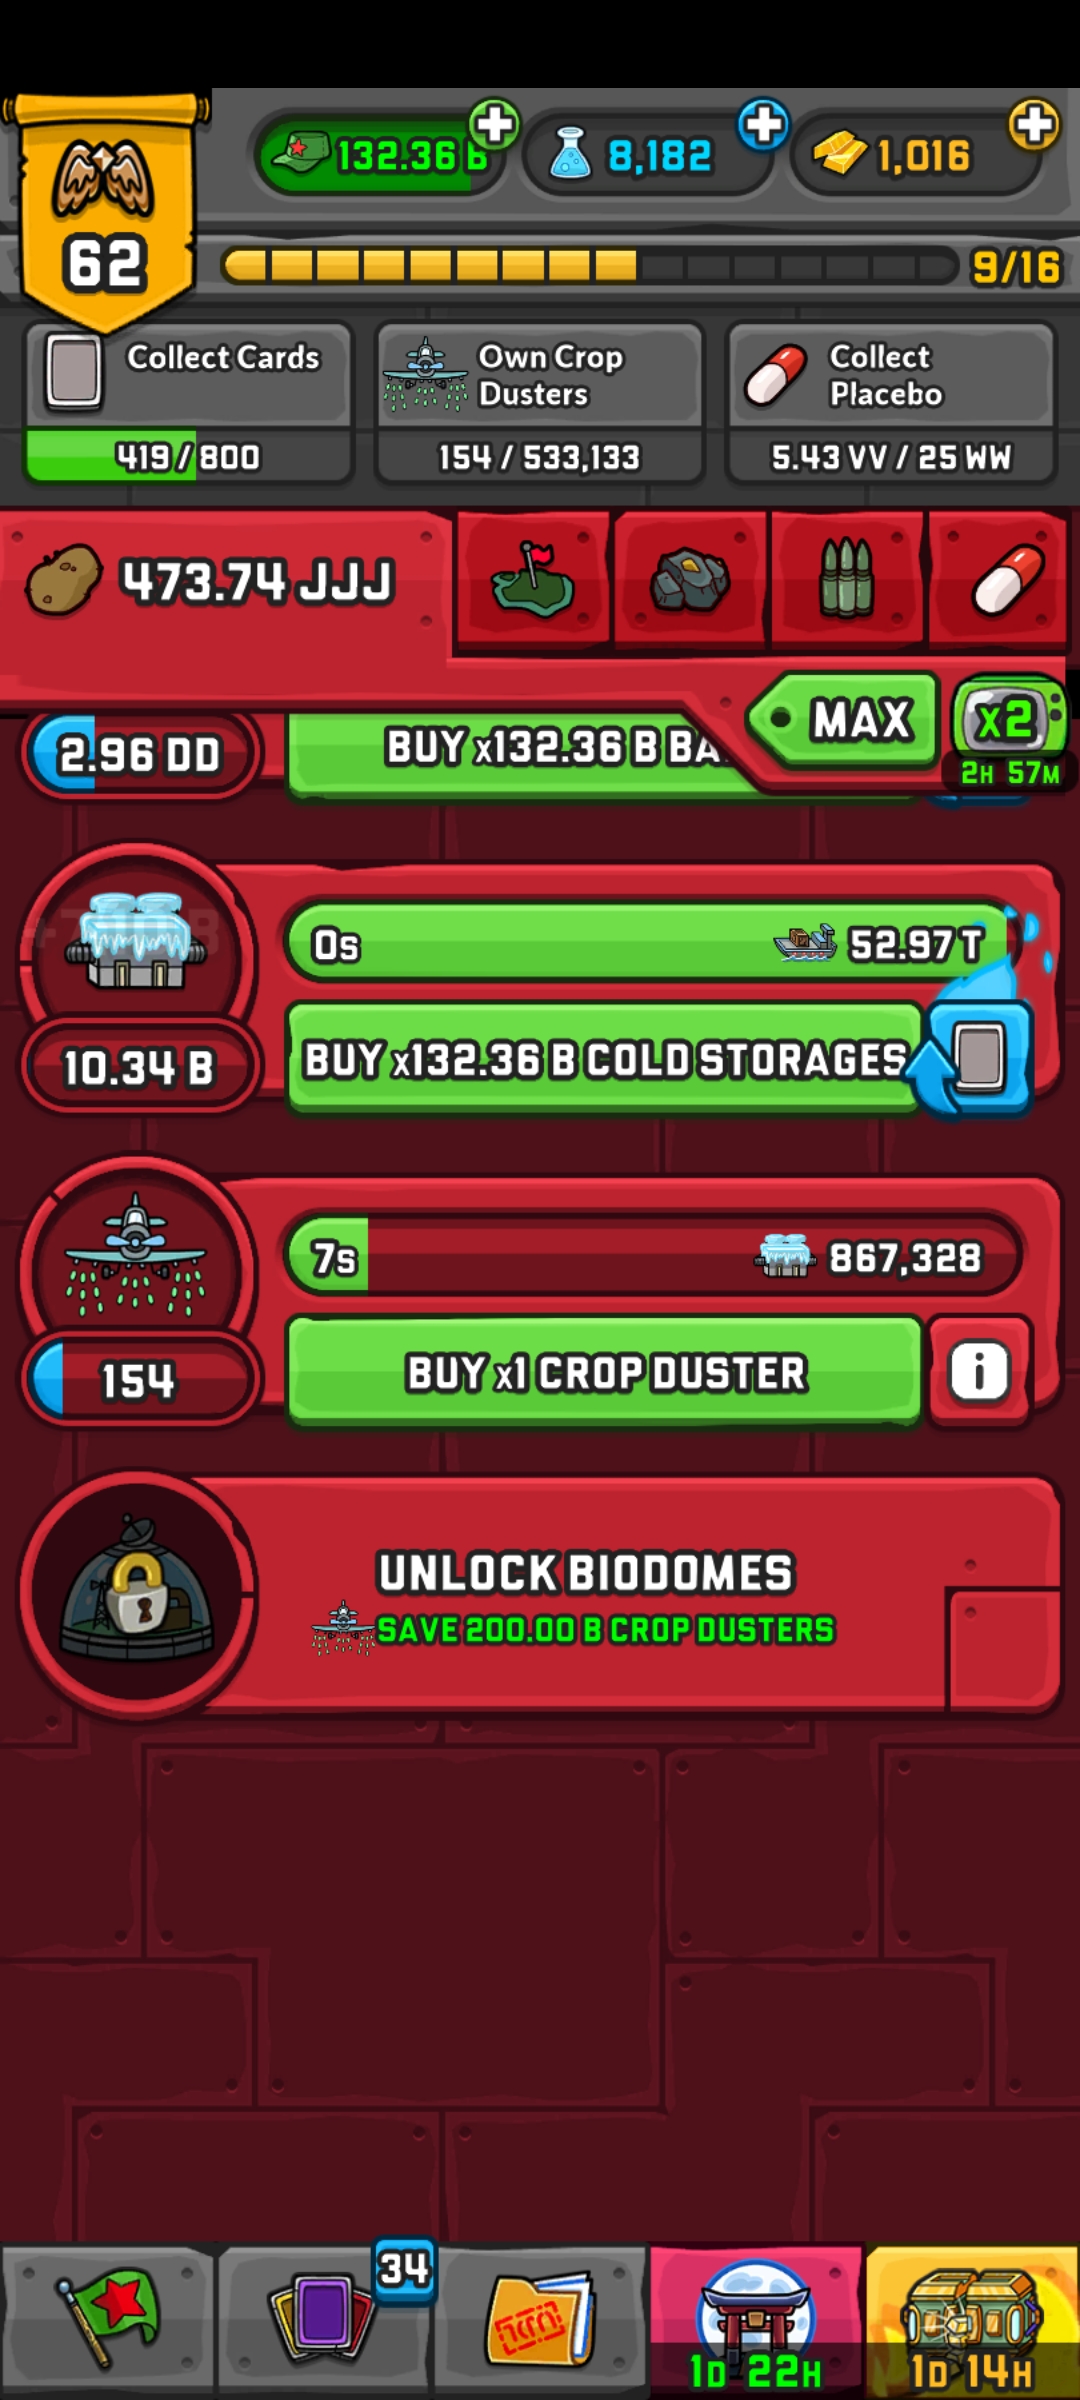 132.36 B
8,182
1,016
62
9/16
Collect Cards
419 / 800
Own Crop
Dusters
154 / 533,133
Collect
Placebo
5.43 VV / 25 WW
473.74 JJJ
MAX
x2
2H 57M
2.96 DD
BUY x132.36 B BA
0s
52.97 T
10.34 B
BUY x132.36 B COLD STORAGES
7s
867,328
154
BUY x1 CROP DUSTER
i
UNLOCK BIODOMES
SAVE 200.00 B CROP DUSTERS
34
1D 22H
1D 14H